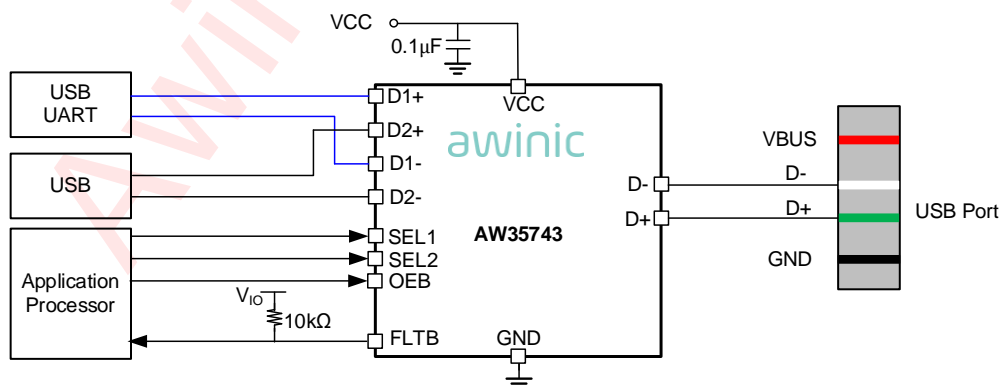 VCC
0.1µF
USB
UART
D1+
D2+
D1-
D2-
VCC
awinic
AW35743
USB
SEL1
SEL2
OEB
Application
Processor
VIO
10kΩ
FLTB
GND
D-
D+
VBUS
D-
D+
GND
USB Port
Awi